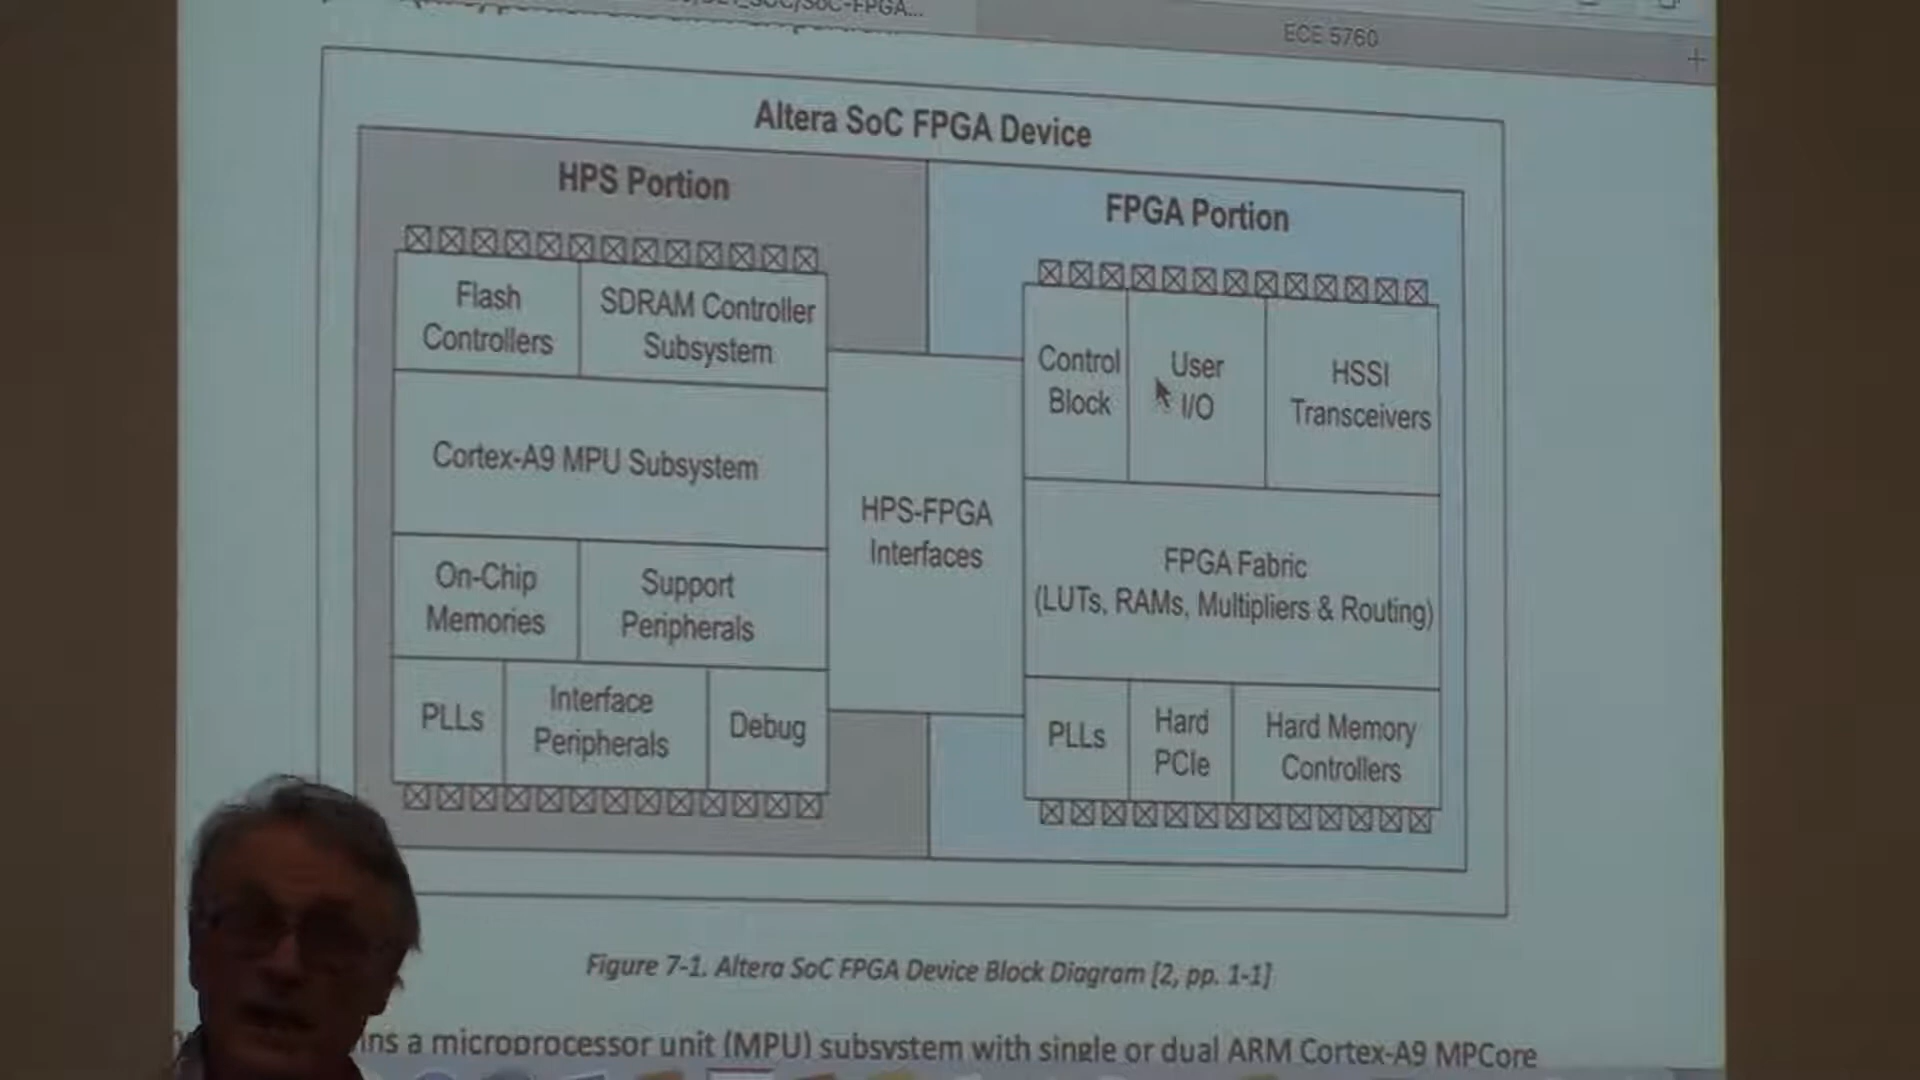 SoC-FPGA...
ECE 5760
Altera SoC FPGA Device
HPS Portion
FPGA Portion
Flash
Controllers
SDRAM Controller
Subsystem
Cortex-A9 MPU Subsystem
On-Chip
Memories
Support
Peripherals
PLLs
Interface
Peripherals
Debug
HPS-FPGA
Interfaces
Control
Block
User
I/O
HSSI
Transceivers
FPGA Fabric
(LUTs, RAMs, Multipliers & Routing)
PLLs
Hard
PCIe
Hard Memory
Controllers
Figure 7-1. Altera SoC FPGA Device Block Diagram [2, pp. 1-1]
a microprocessor unit (MPU) subsystem with single or dual ARM Cortex-A9 MPCore